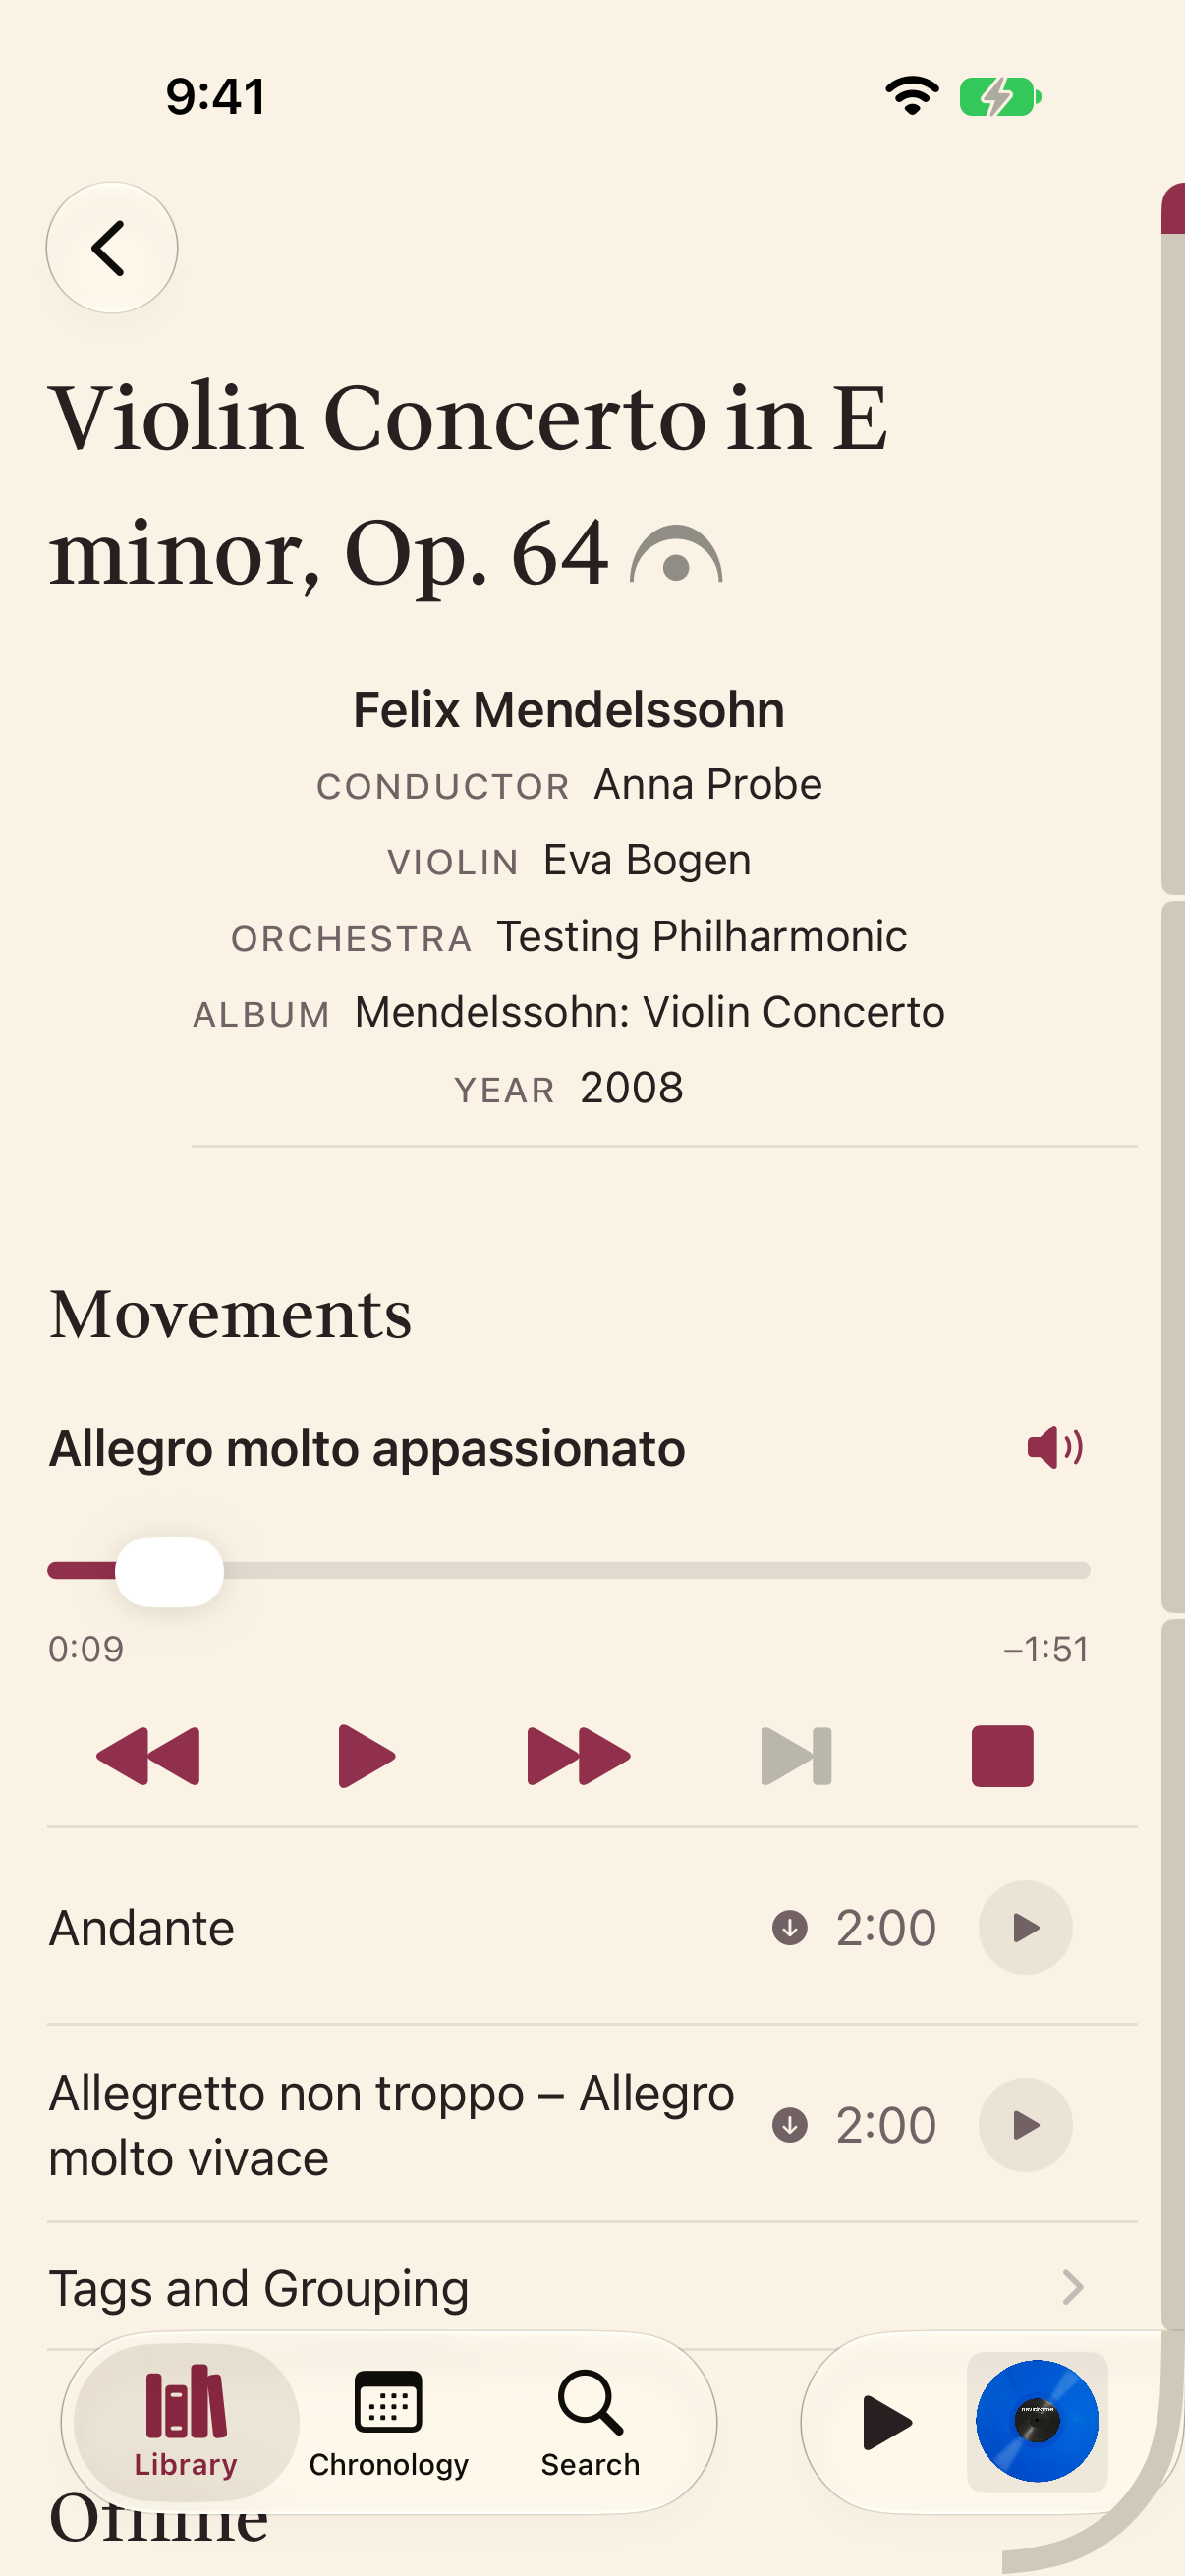 9:41
Violin Concerto in E
minor, Op. 64
Felix Mendelssohn
CONDUCTOR Anna Probe
VIOLIN Eva Bogen
ORCHESTRA Testing Philharmonic
ALBUM Mendelssohn: Violin Concerto
YEAR 2008
Movements
Allegro molto appassionato
0:09 –1:51
Andante 2:00
Allegretto non troppo – Allegro
molto vivace 2:00
Tags and Grouping
Library Chronology Search
Offline